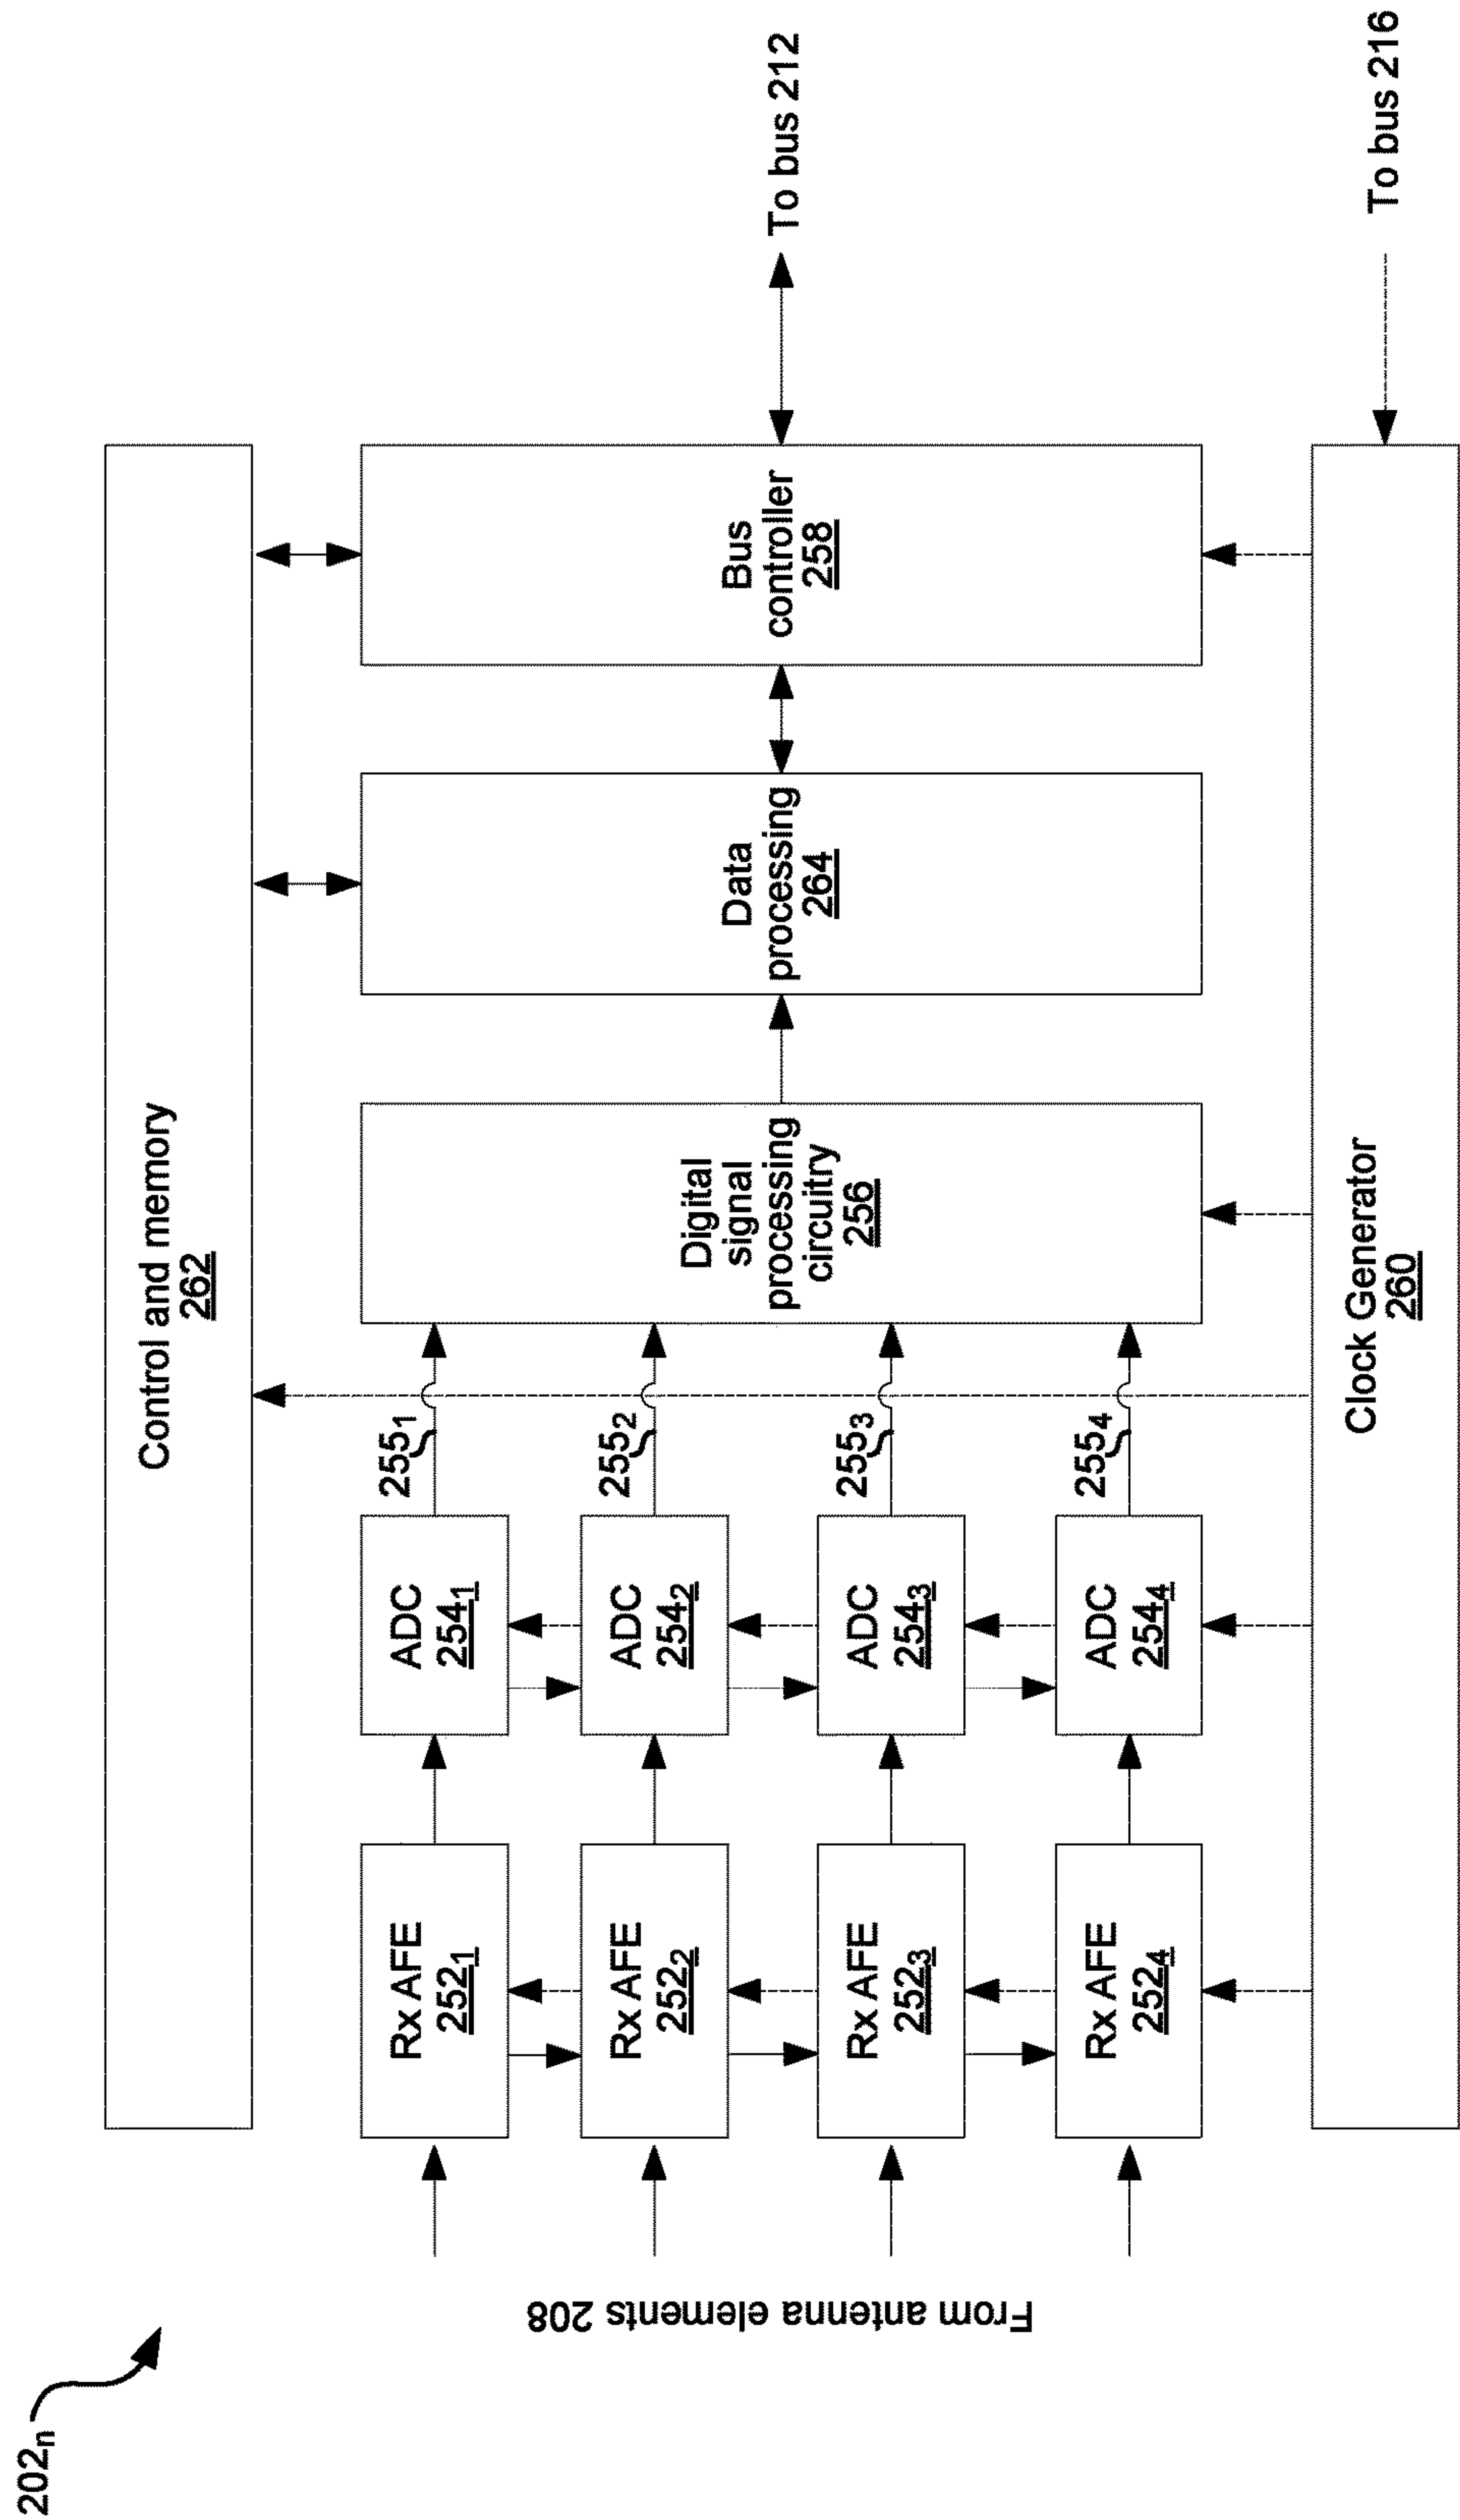 202n
Control and memory
262
From antenna elements 208
Rx AFE
2521
ADC
2541
2551
Rx AFE
2522
ADC
2542
2552
Rx AFE
2523
ADC
2543
2553
Rx AFE
2524
ADC
2544
2554
Digital
signal
processing
circuitry
256
Data
processing
264
Bus
controller
258
To bus 212
Clock Generator
260
To bus 216